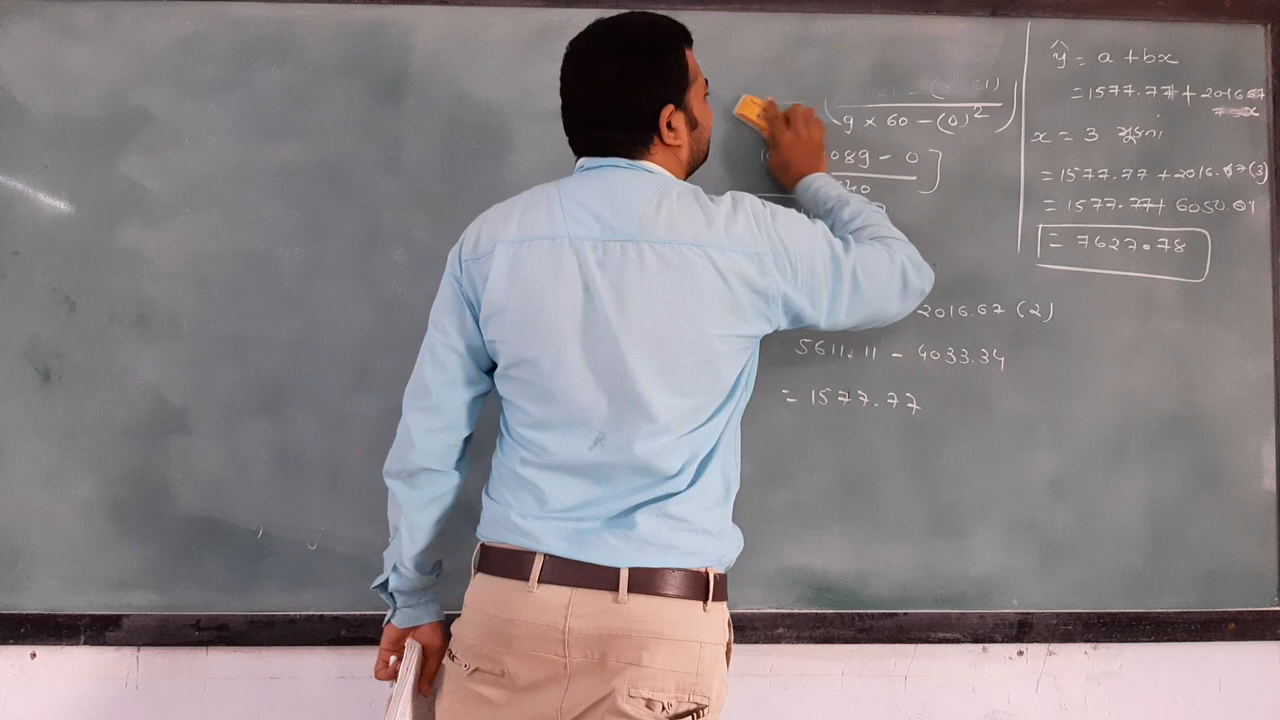 9 × 60 - (0)²
089 - 0
2016.67 (2)
5611.11 - 4033.34
= 1577.77
ŷ = a + bx
= 1577.77 + 2016.67
x = 3 મુકતાં
= 1577.77 + 2016.67(3)
= 1577.77 + 6050.01
= 7627.78